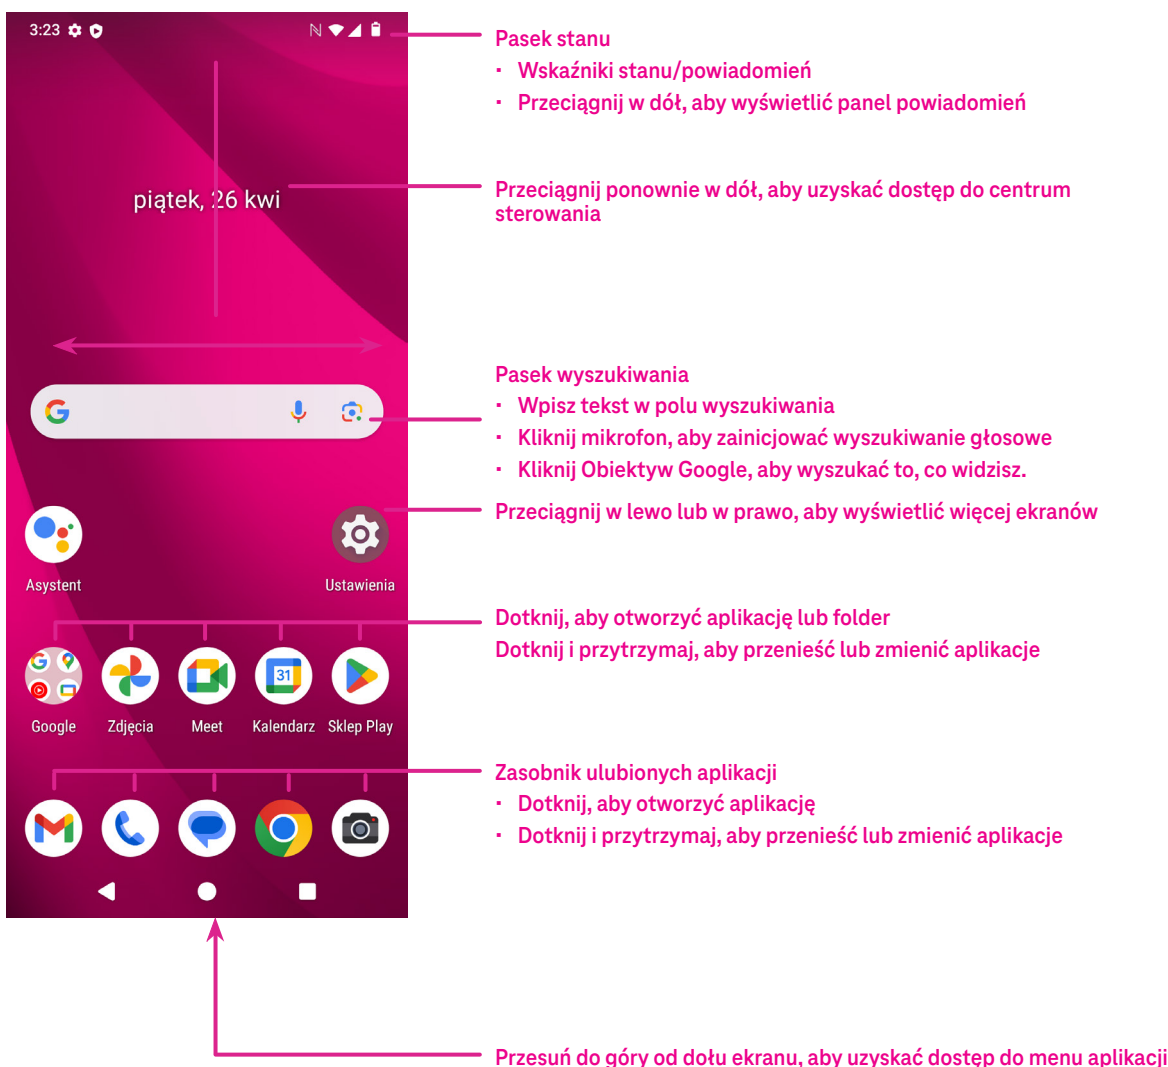 3:23
Pasek stanu
· Wskaźniki stanu/powiadomień
· Przeciągnij w dół, aby wyświetlić panel powiadomień
piątek, 26 kwi
Przeciągnij ponownie w dół, aby uzyskać dostęp do centrum
sterowania
Pasek wyszukiwania
· Wpisz tekst w polu wyszukiwania
· Kliknij mikrofon, aby zainicjować wyszukiwanie głosowe
· Kliknij Obiektyw Google, aby wyszukać to, co widzisz.
Przeciągnij w lewo lub w prawo, aby wyświetlić więcej ekranów
Asystent
Ustawienia
Dotknij, aby otworzyć aplikację lub folder
Dotknij i przytrzymaj, aby przenieść lub zmienić aplikacje
31
Google
Zdjęcia
Meet
Kalendarz
Sklep Play
Zasobnik ulubionych aplikacji
· Dotknij, aby otworzyć aplikację
· Dotknij i przytrzymaj, aby przenieść lub zmienić aplikacje
Przesuń do góry od dołu ekranu, aby uzyskać dostęp do menu aplikacji